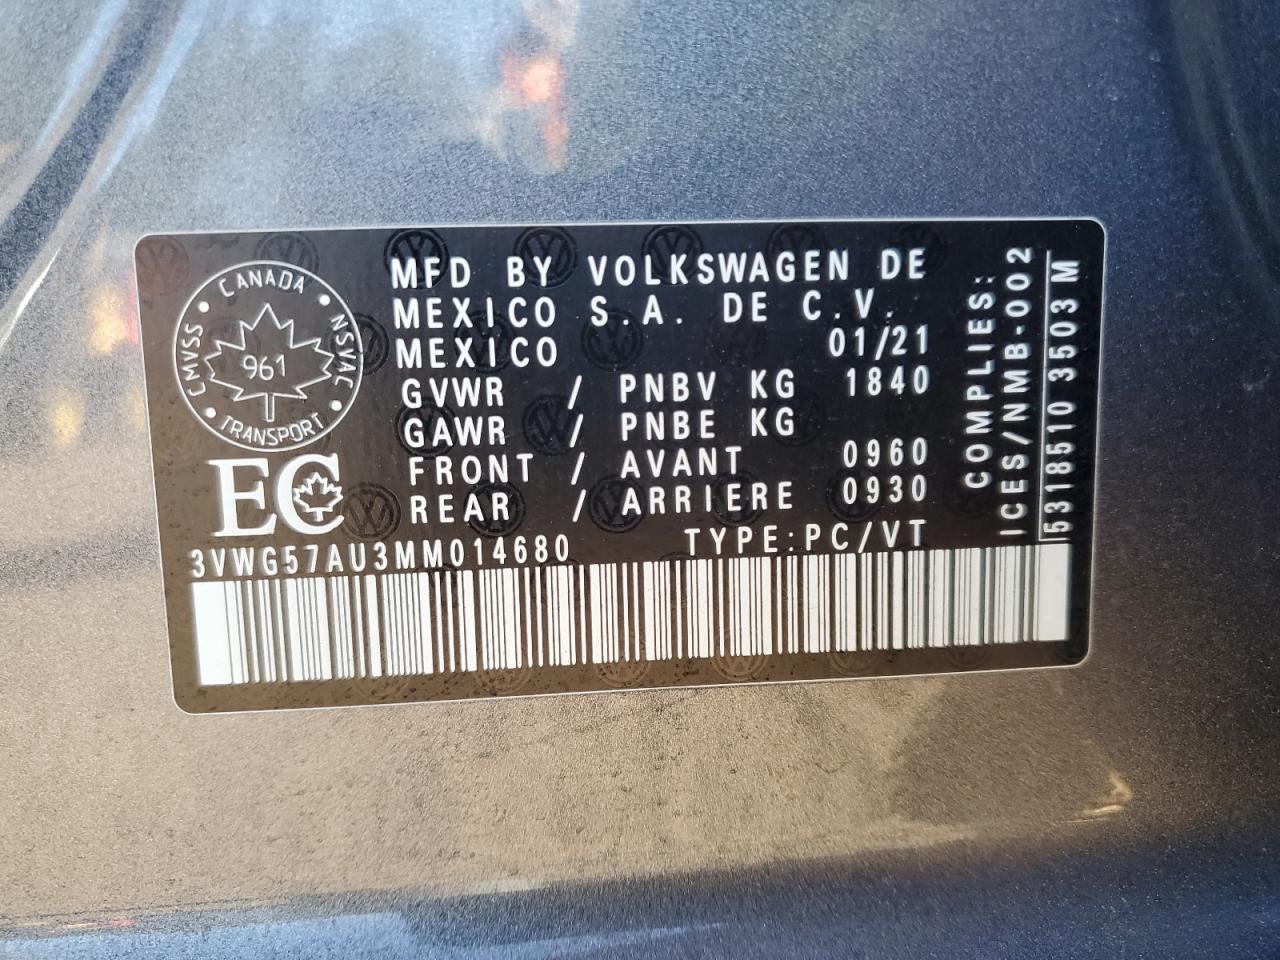 CANADA
CMVSS
NSVAC
961
TRANSPORT
EC
MFD BY VOLKSWAGEN DE
MEXICO S.A. DE C.V.
MEXICO 01/21
GVWR / PNBV KG 1840
GAWR / PNBE KG
FRONT / AVANT 0960
REAR / ARRIERE 0930
3VWG57AU3MM014680 TYPE:PC/VT
COMPLIES:
ICES/NMB-002
5318510 3503 M